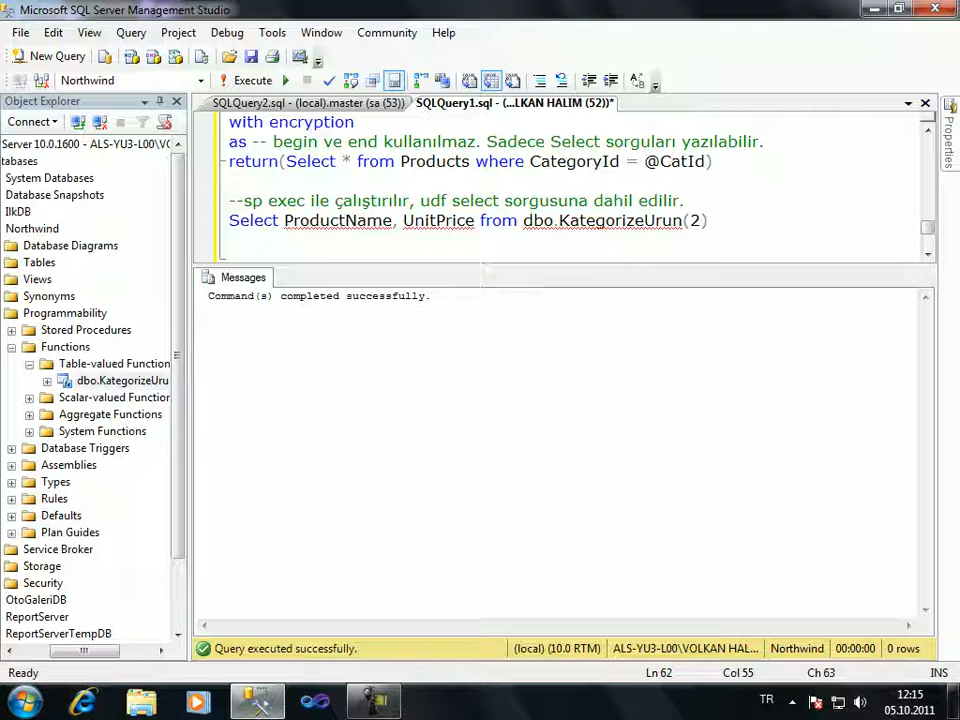 Microsoft SQL Server Management Studio
File Edit View Query Project Debug Tools Window Community Help
New Query
Northwind Execute
Object Explorer
SQLQuery2.sql - (local).master (sa (53))
SQLQuery1.sql - (...LKAN HALIM (52))*
Connect
Server 10.0.1600 - ALS-YU3-L00\VO
tabases
System Databases
Database Snapshots
IlkDB
Northwind
Database Diagrams
Tables
Views
Synonyms
Programmability
Stored Procedures
Functions
Table-valued Function
dbo.KategorizeUru
Scalar-valued Function
Aggregate Functions
System Functions
Database Triggers
Assemblies
Types
Rules
Defaults
Plan Guides
Service Broker
Storage
Security
OtoGaleriDB
ReportServer
ReportServerTempDB
with encryption
as -- begin ve end kullanılmaz. Sadece Select sorguları yazılabilir.
return(Select * from Products where CategoryId = @CatId)
--sp exec ile çalıştırılır, udf select sorgusuna dahil edilir.
Select ProductName, UnitPrice from dbo.KategorizeUrun(2)
Messages
Command(s) completed successfully.
Properties
Query executed successfully.
(local) (10.0 RTM)
ALS-YU3-L00\VOLKAN HAL...
Northwind
00:00:00
0 rows
Ready
Ln 62
Col 55
Ch 63
INS
TR
12:15
05.10.2011